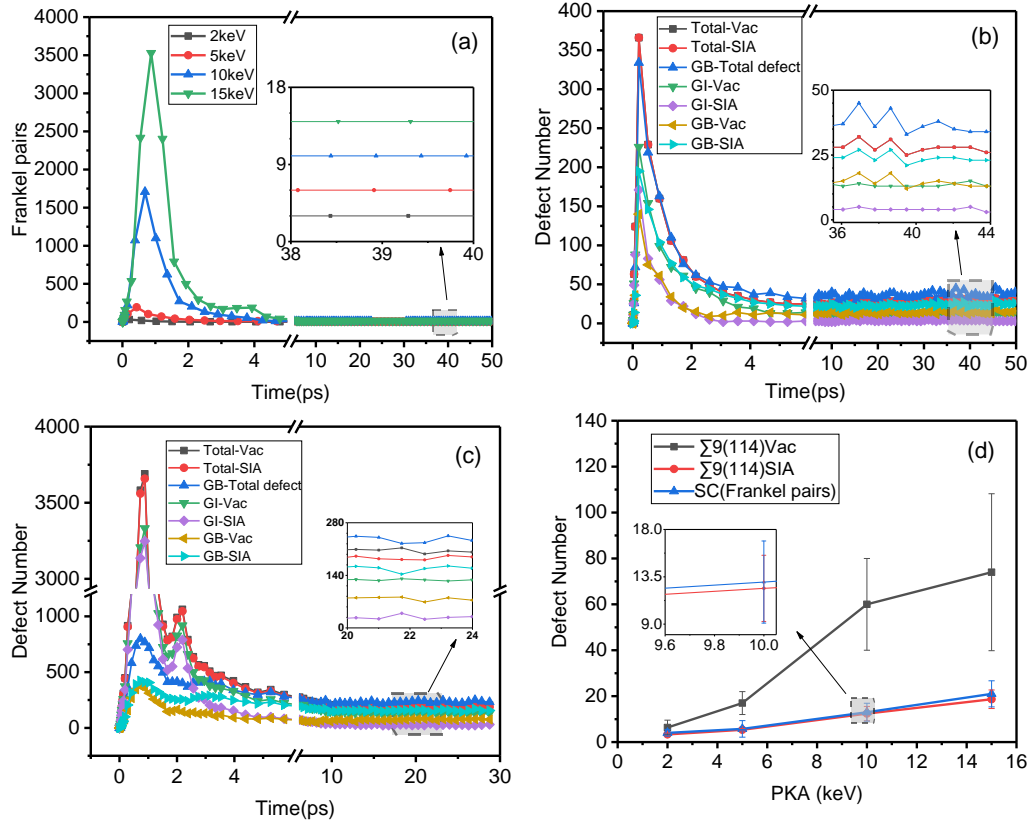 (a)
2keV
5keV
10keV
15keV
Frankel pairs
4000
3500
3000
2500
2000
1500
1000
500
0
18
9
0
38 39 40
0 2 4 10 20 30 40 50
Time(ps)
(b)
Total-Vac
Total-SIA
GB-Total defect
GI-Vac
GI-SIA
GB-Vac
GB-SIA
Defect Number
400
350
300
250
200
150
100
50
0
50
25
0
36 40 44
0 2 4 10 20 30 40 50
Time(ps)
(c)
Total-Vac
Total-SIA
GB-Total defect
GI-Vac
GI-SIA
GB-Vac
GB-SIA
Defect Number
4000
3500
3000
1000
500
0
280
140
0
20 22 24
0 2 4 10 20 30
Time(ps)
(d)
∑9(114)Vac
∑9(114)SIA
SC(Frankel pairs)
Defect Number
140
120
100
80
60
40
20
0
18.0
13.5
9.0
9.6 9.8 10.0
0 2 4 6 8 10 12 14 16
PKA (keV)